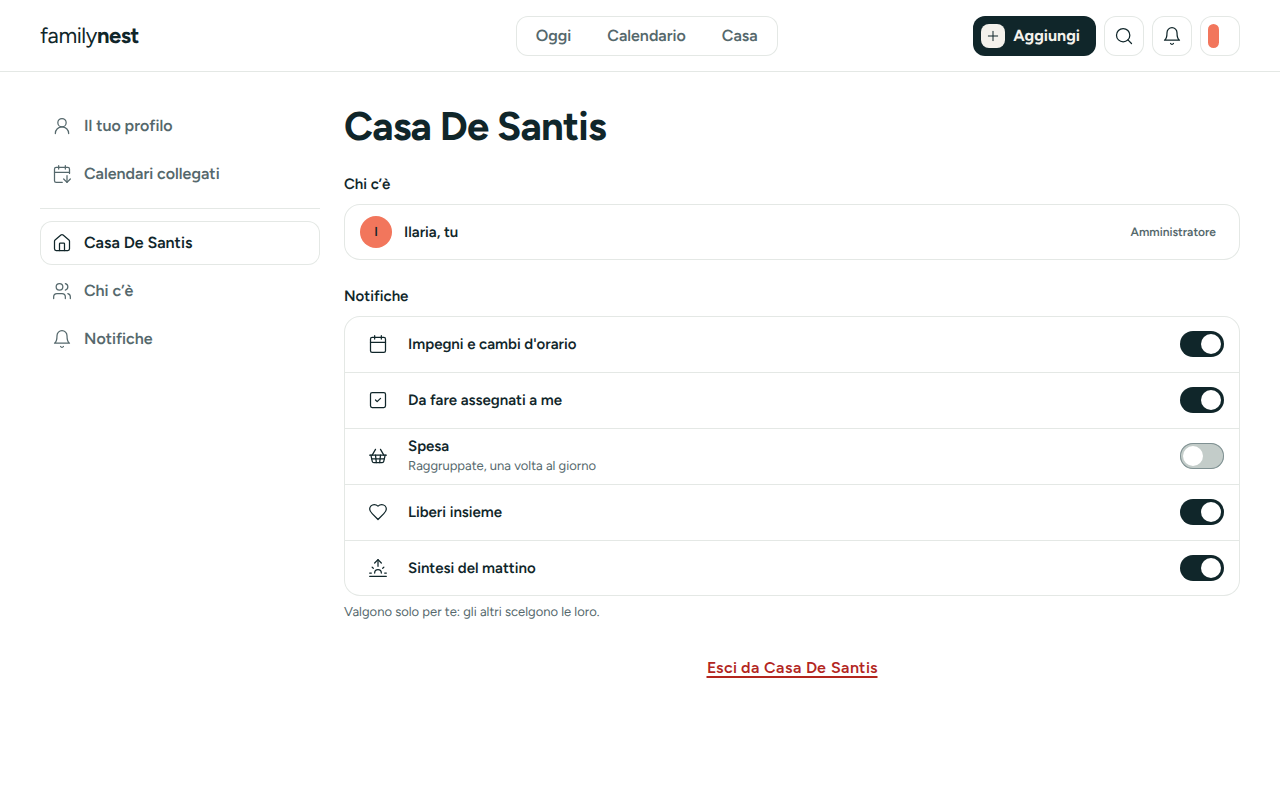 familynest
Oggi
Calendario
Casa
Aggiungi
Il tuo profilo
Calendari collegati
Casa De Santis
Chi c’è
Notifiche
Casa De Santis
Chi c’è
I
Ilaria, tu
Amministratore
Notifiche
Impegni e cambi d'orario
Da fare assegnati a me
Spesa
Raggruppate, una volta al giorno
Liberi insieme
Sintesi del mattino
Valgono solo per te: gli altri scelgono le loro.
Esci da Casa De Santis